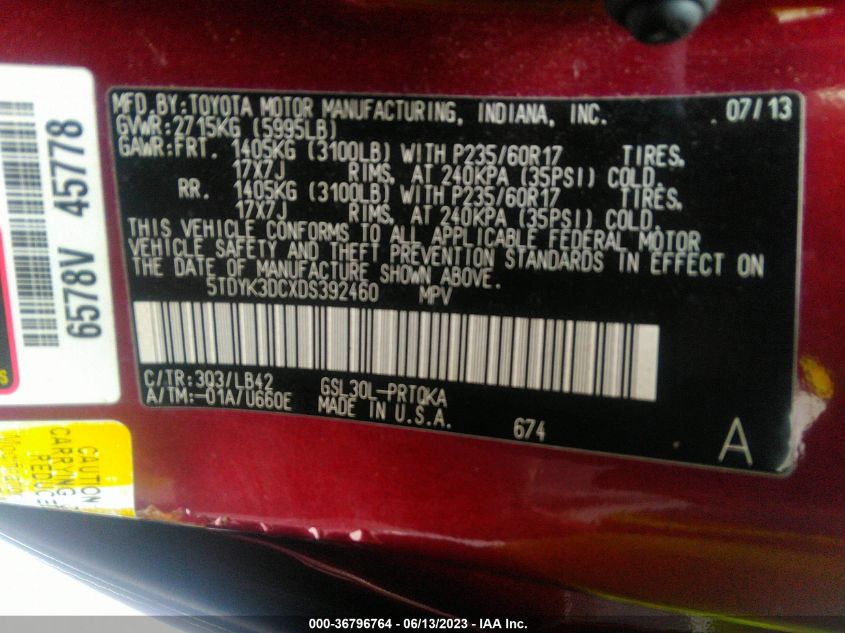 MFD.BY:TOYOTA MOTOR MANUFACTURING, INDIANA, INC. 07/13
GVWR:2715KG (5995LB)
GAWR:FRT. 1405KG (3100LB) WITH P235/60R17 TIRES,
17X7J RIMS, AT 240KPA (35PSI) COLD.
RR. 1405KG (3100LB) WITH P235/60R17 TIRES,
17X7J RIMS, AT 240KPA (35PSI) COLD.
THIS VEHICLE CONFORMS TO ALL APPLICABLE FEDERAL MOTOR
VEHICLE SAFETY AND THEFT PREVENTION STANDARDS IN EFFECT ON
THE DATE OF MANUFACTURE SHOWN ABOVE.
5TDYK3DCXDS392460 MPV
C/TR:3Q3/LB42 GSL30L-PRTQKA
A/TM:-01A/U660E MADE IN U.S.A.
674 A
6578V 45778
CAUTION
CARRYING
000-36796764 - 06/13/2023 - IAA Inc.